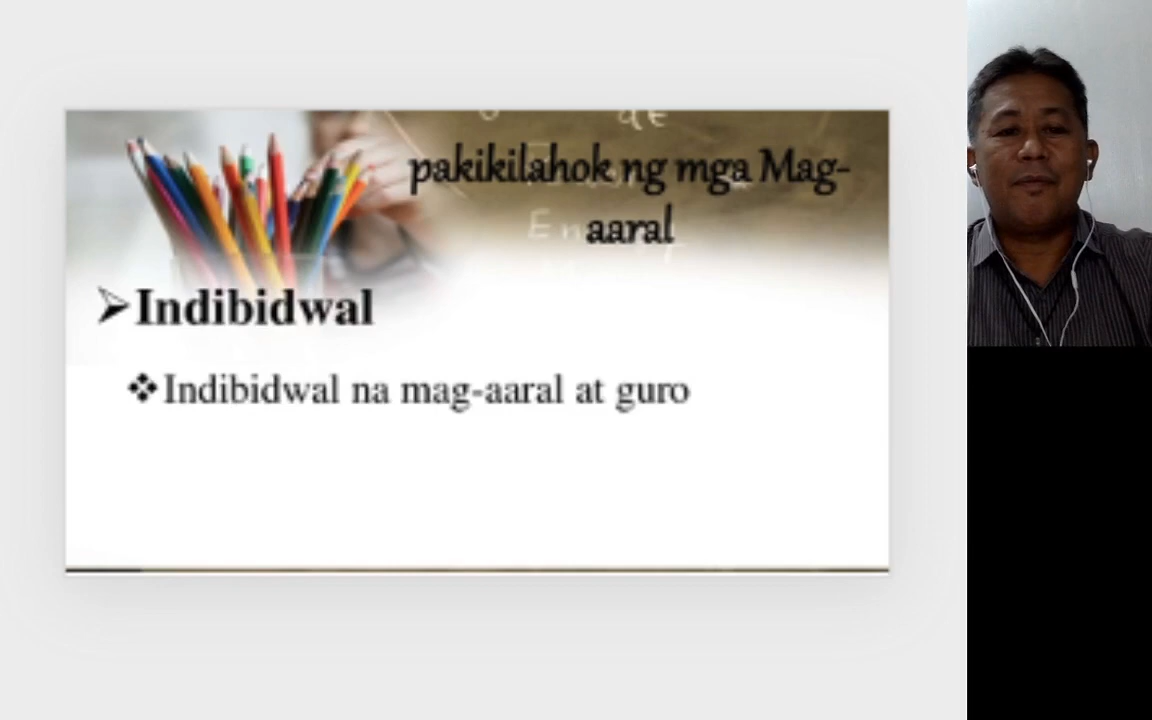 pakikilahok ng mga Mag-
aaral
Indibidwal
Indibidwal na mag-aaral at guro